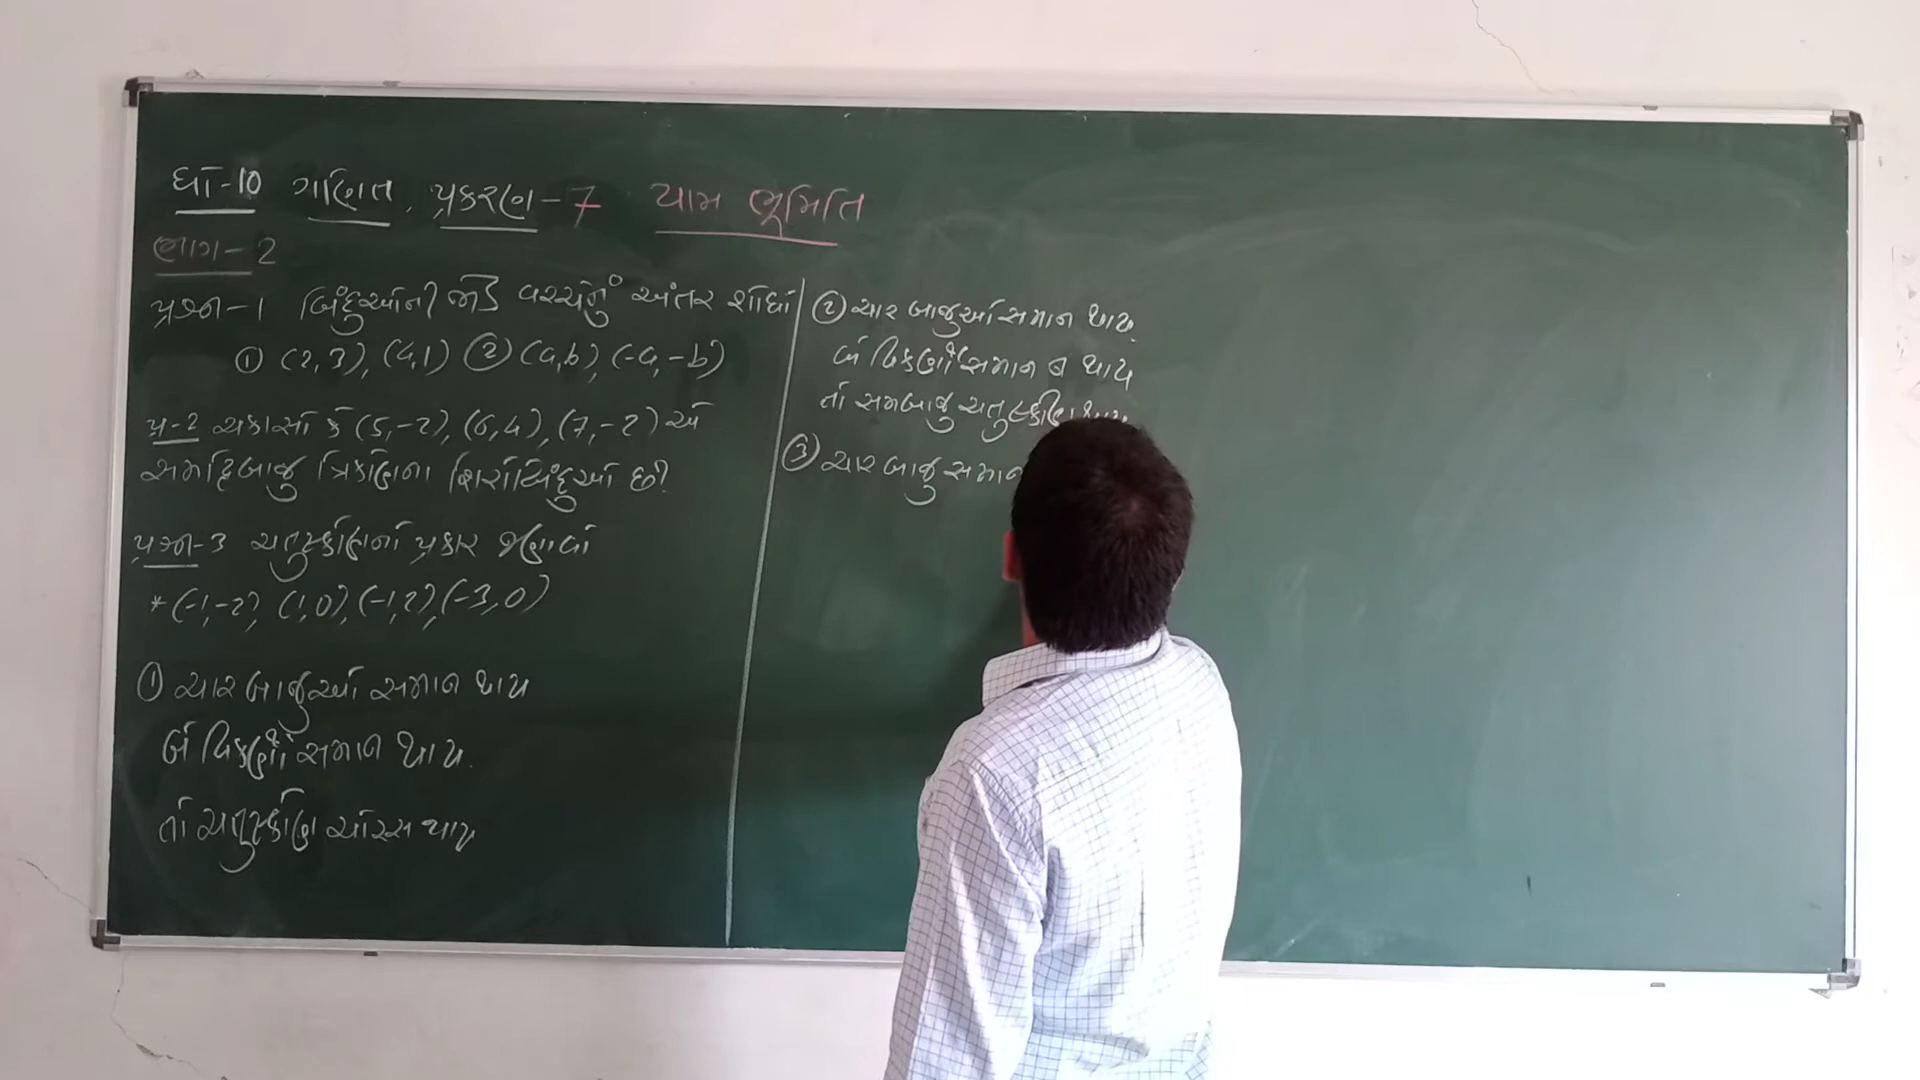 ધો-10 ગણિત, પ્રકરણ-7 યામ ભૂમિતિ
ભાગ-2
પ્રશ્ન-1 બિંદુઓની જોડ વચ્ચેનું અંતર શોધો
① (2,3), (4,1) ② (a,b), (-a,-b)
પ્ર-2 ચકાસો કે (5,-2), (6,4), (7,-2) એ
સમદ્વિબાજુ ત્રિકોણના શિરોબિંદુઓ છે?
પ્રશ્ન-3 ચતુષ્કોણનો પ્રકાર જણાવો
* (-1,-2), (1,0), (-1,2), (-3,0)
① ચાર બાજુઓ સમાન થાય
બે વિકર્ણો સમાન થાય.
તો ચતુષ્કોણ ચોરસ થાય
② ચાર બાજુઓ સમાન થાય.
બે વિકર્ણો સમાન ન થાય
તો સમબાજુ ચતુષ્કોણ થાય
③ ચાર બાજુ સમાન